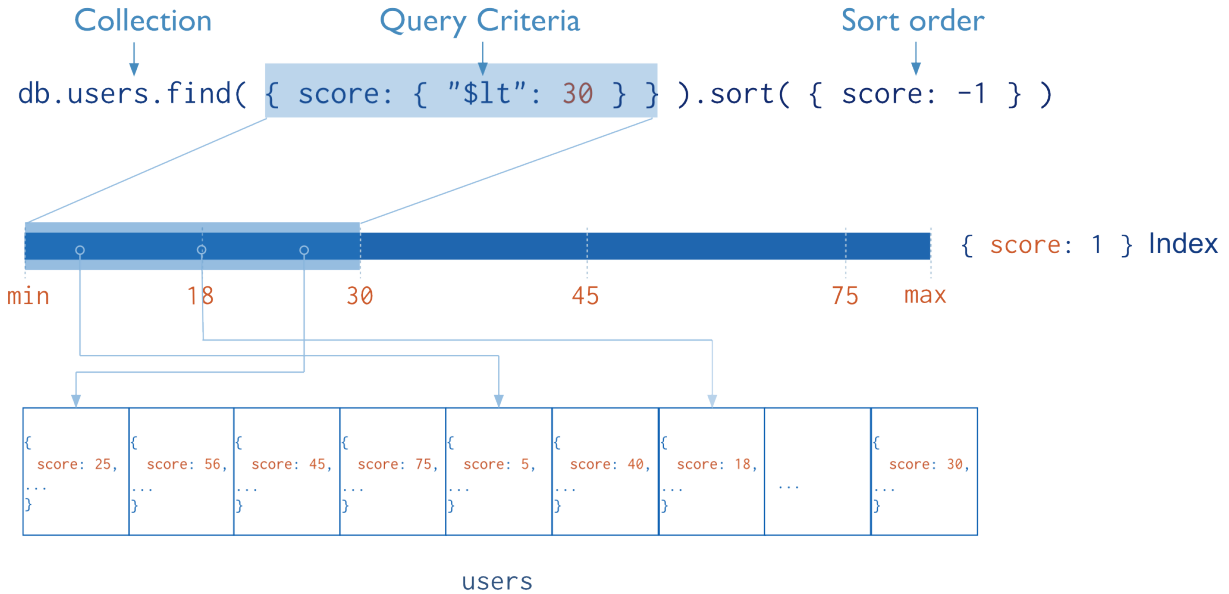 Collection Query Criteria Sort order
db.users.find( { score: { "$lt": 30 } } ).sort( { score: -1 } )
{ score: 1 } Index
min 18 30 45 75 max
{ { { { { { { {
score: 25, score: 56, score: 45, score: 75, score: 5, score: 40, score: 18, score: 30,
... ... ... ... ... ... ... ... ...
} } } } } } } }
users